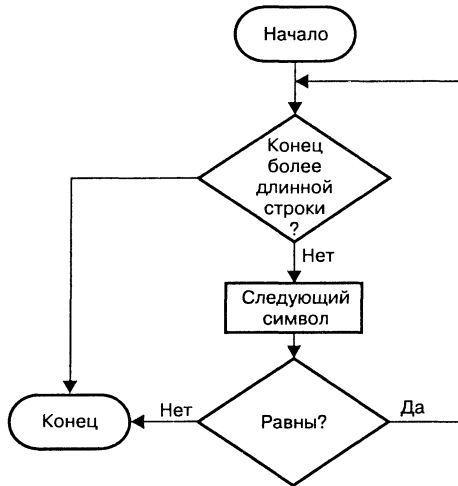 Начало
Конец
более
длинной
строки
?
Нет
Следующий
символ
Равны?
Да
Нет
Конец